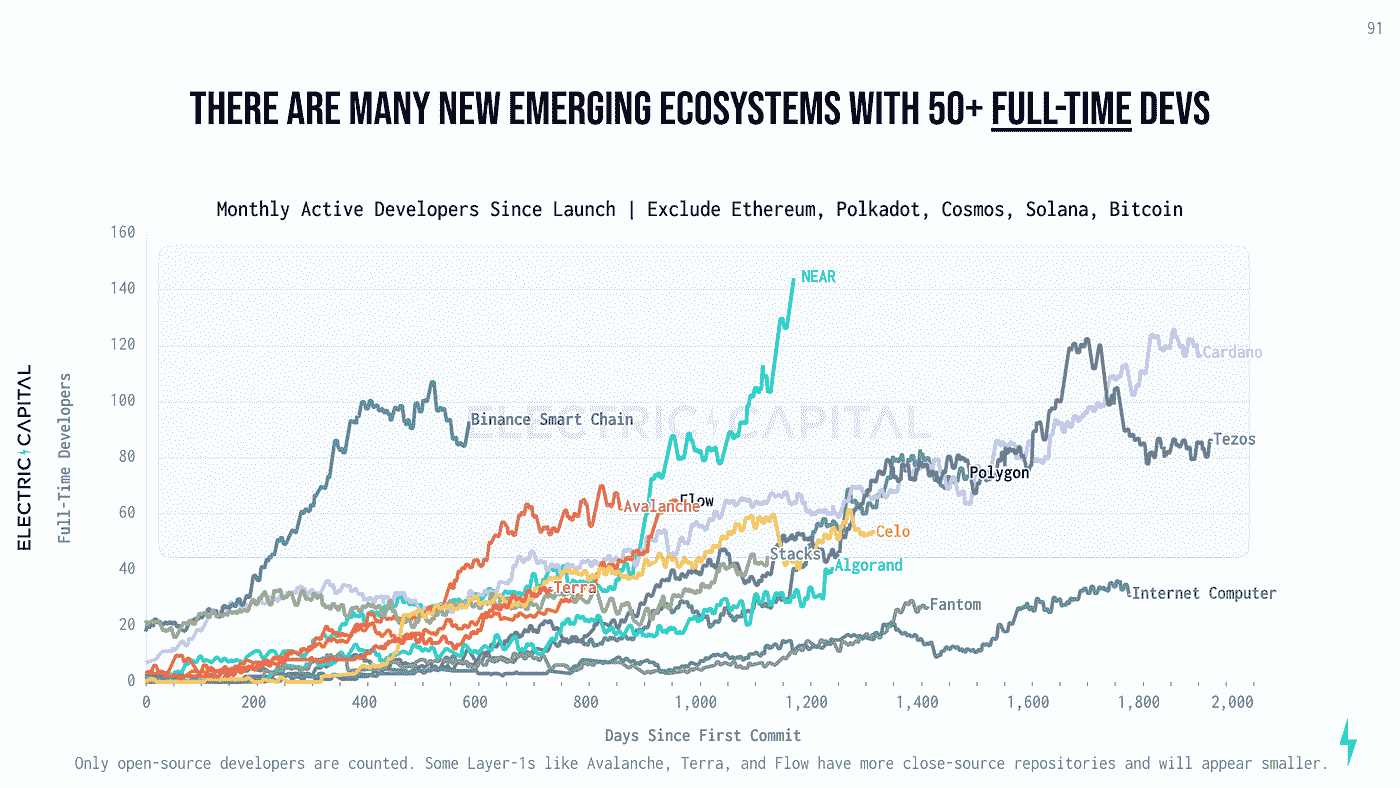 91
THERE ARE MANY NEW EMERGING ECOSYSTEMS WITH 50+ FULL-TIME DEVS
Monthly Active Developers Since Launch | Exclude Ethereum, Polkadot, Cosmos, Solana, Bitcoin
160
140
120
100
80
60
40
20
0
Full-Time Developers
ELECTRIC CAPITAL
ELECTRIC CAPITAL
NEAR
Cardano
Binance Smart Chain
Tezos
Polygon
Flow
Avalanche
Celo
Stacks
Algorand
Terra
Internet Computer
Fantom
0 200 400 600 800 1,000 1,200 1,400 1,600 1,800 2,000
Days Since First Commit
Only open-source developers are counted. Some Layer-1s like Avalanche, Terra, and Flow have more close-source repositories and will appear smaller.